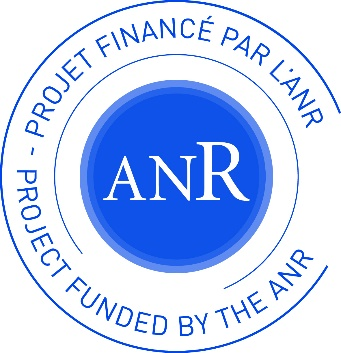 - PROJET FINANCÉ PAR L'ANR
ANR
PROJECT FUNDED BY THE ANR